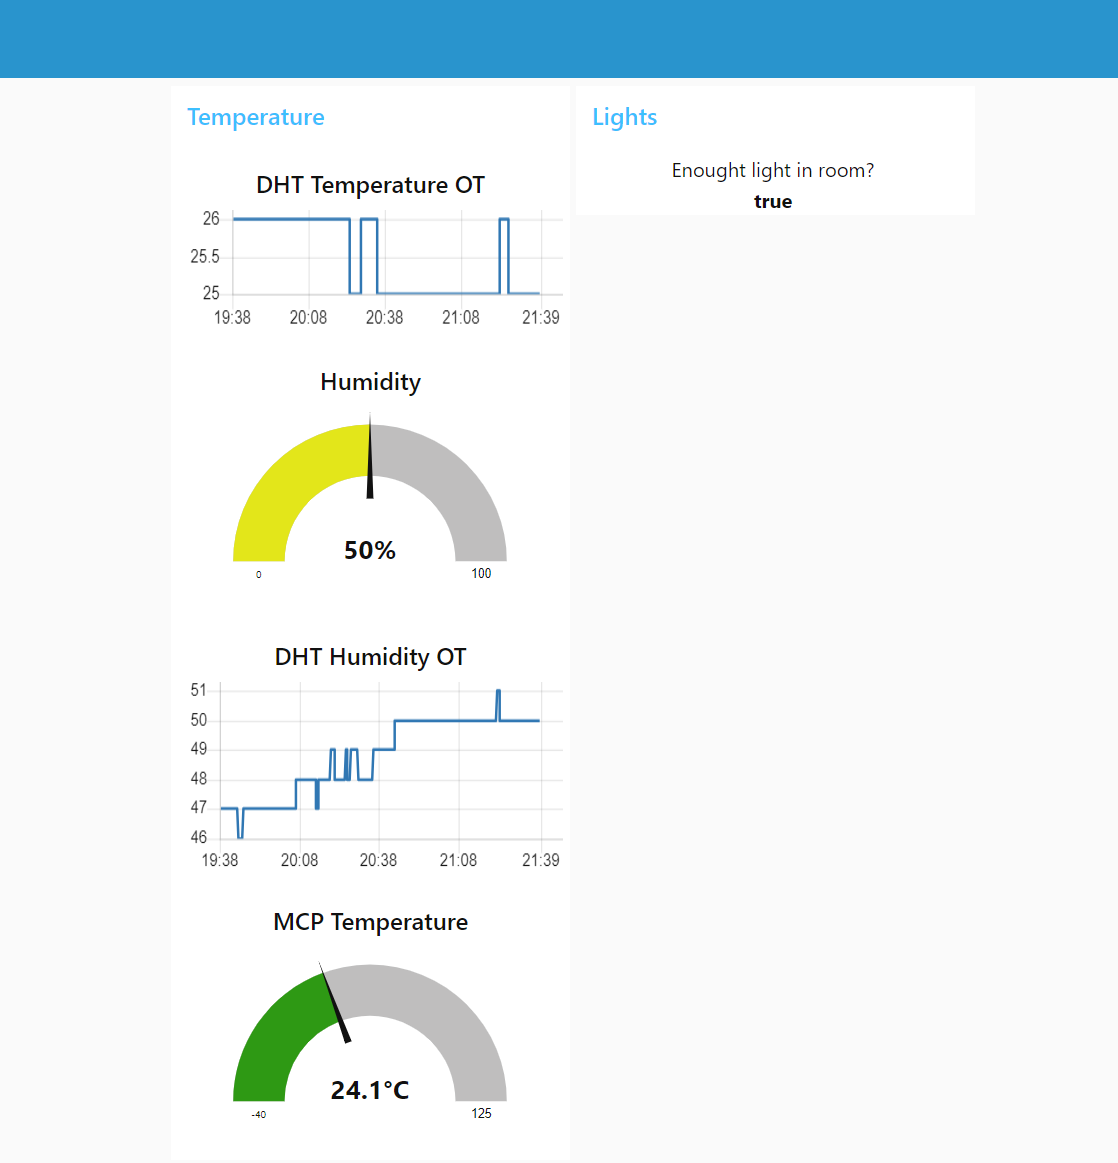 Temperature
DHT Temperature OT
26
25.5
25
19:38 20:08 20:38 21:08 21:39
Humidity
50%
0 100
DHT Humidity OT
51
50
49
48
47
46
19:38 20:08 20:38 21:08 21:39
MCP Temperature
24.1°C
-40 125
Lights
Enought light in room?
true